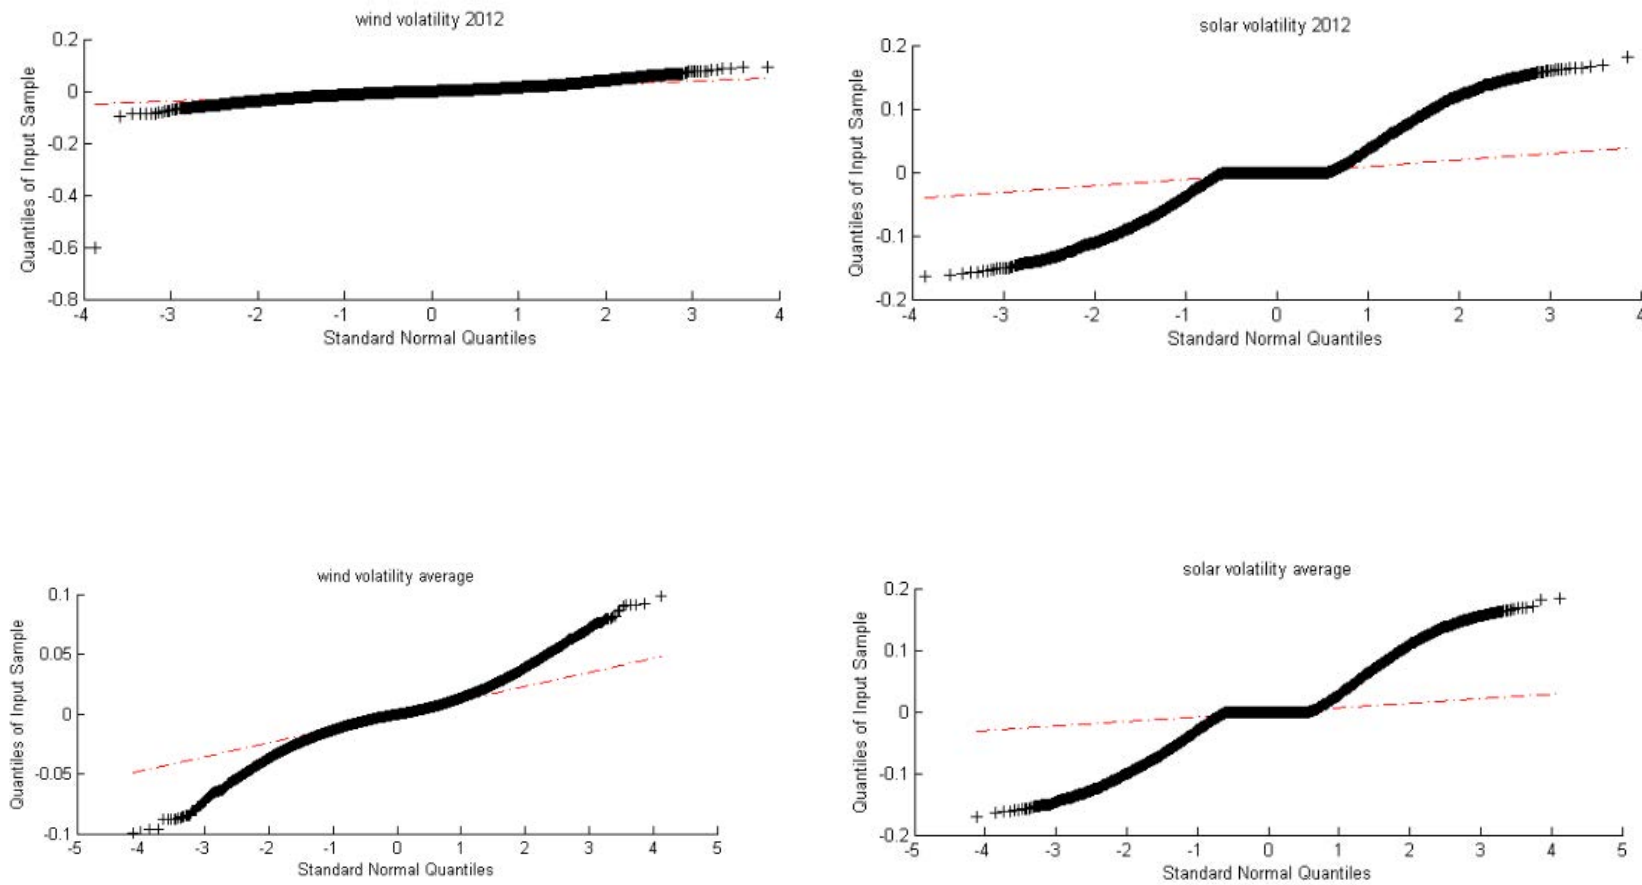 wind volatility 2012
0.2
0
-0.2
-0.4
-0.6
-0.8
Quantiles of Input Sample
-4 -3 -2 -1 0 1 2 3 4
Standard Normal Quantiles
solar volatility 2012
0.2
0.1
0
-0.1
-0.2
Quantiles of Input Sample
-4 -3 -2 -1 0 1 2 3 4
Standard Normal Quantiles
wind volatility average
0.1
0.05
0
-0.05
-0.1
Quantiles of Input Sample
-5 -4 -3 -2 -1 0 1 2 3 4 5
Standard Normal Quantiles
solar volatility average
0.2
0.1
0
-0.1
-0.2
Quantiles of Input Sample
-5 -4 -3 -2 -1 0 1 2 3 4 5
Standard Normal Quantiles